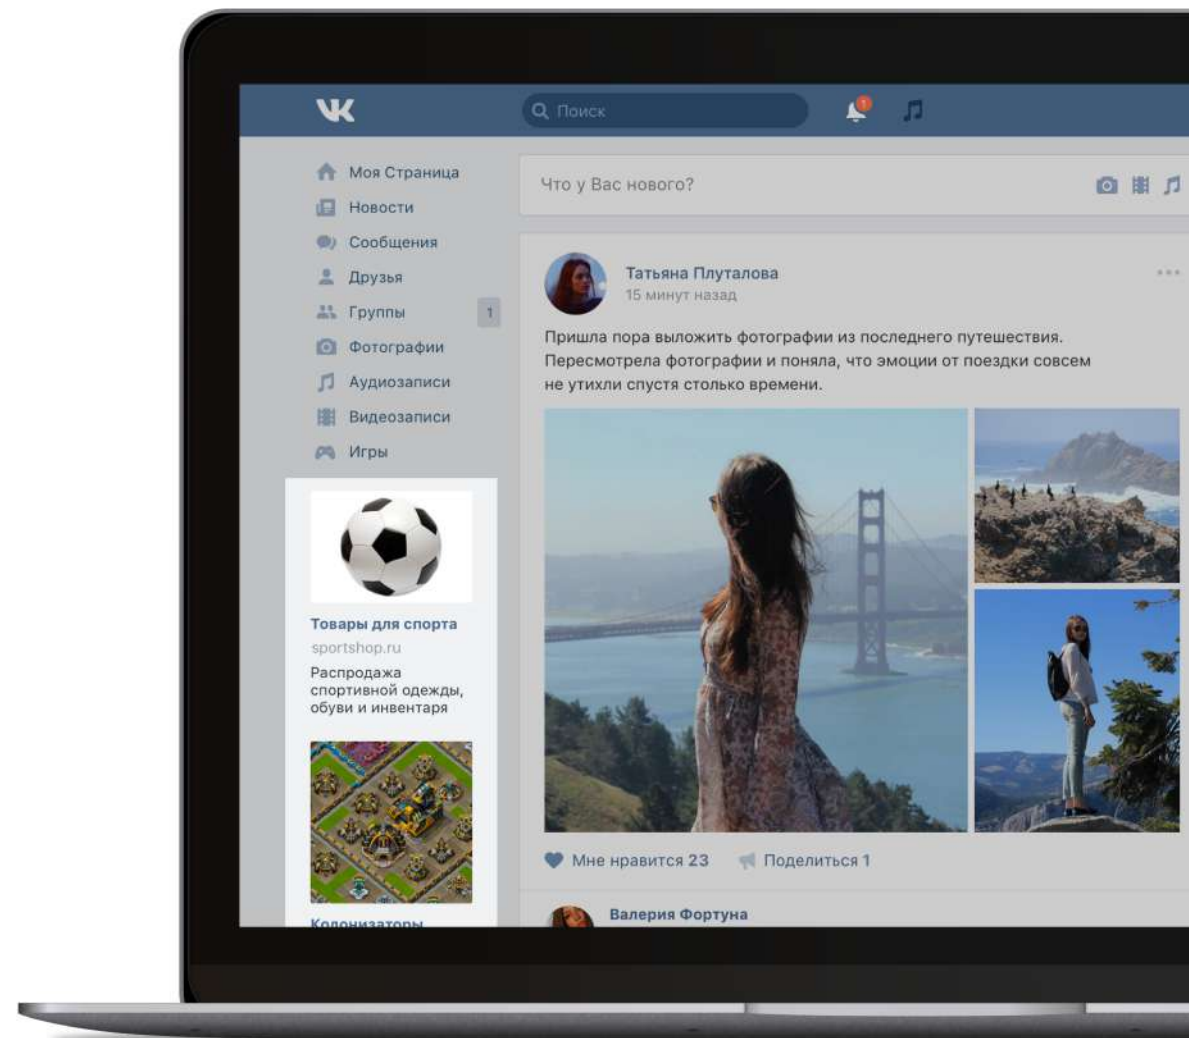 VK
Поиск
1
Моя Страница
Новости
Сообщения
Друзья
Группы 1
Фотографии
Аудиозаписи
Видеозаписи
Игры
Товары для спорта
sportshop.ru
Распродажа
спортивной одежды,
обуви и инвентаря
Колонизаторы
Что у Вас нового?
Татьяна Плуталова
15 минут назад
Пришла пора выложить фотографии из последнего путешествия.
Пересмотрела фотографии и поняла, что эмоции от поездки совсем
не утихли спустя столько времени.
Мне нравится 23 Поделиться 1
Валерия Фортуна